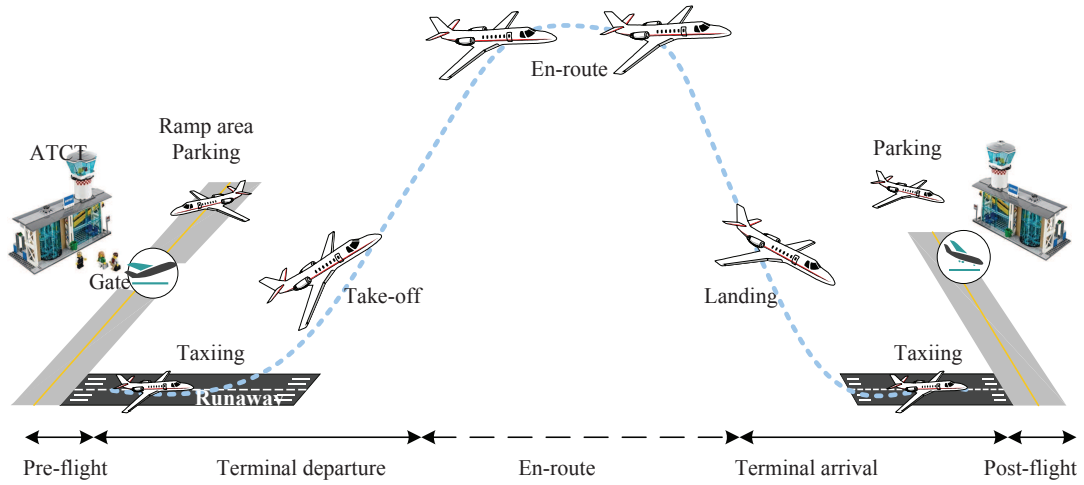 En-route
Ramp area
Parking
ATCT
Parking
Gate
Take-off
Landing
Taxiing
Taxiing
Runaway
Pre-flight
Terminal departure
En-route
Terminal arrival
Post-flight